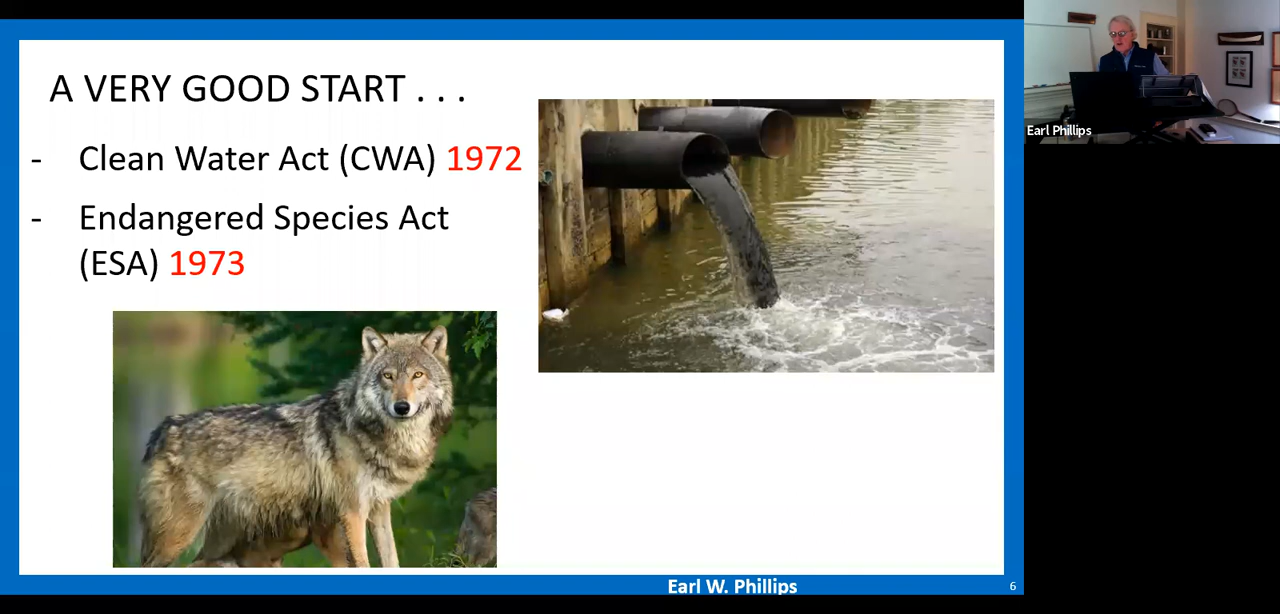 A VERY GOOD START . . .
- Clean Water Act (CWA) 1972
- Endangered Species Act
(ESA) 1973
Earl Phillips
Earl W. Phillips
6